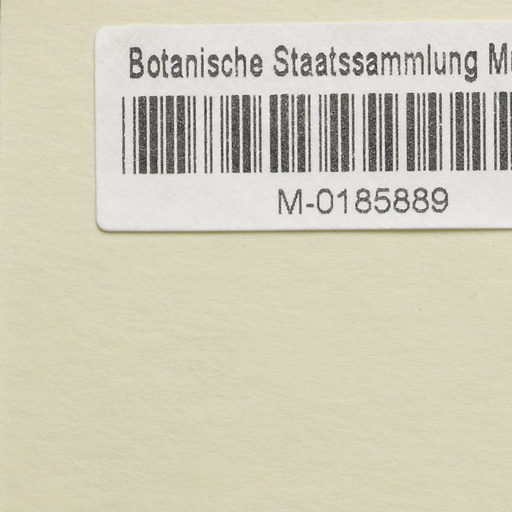 Botanische Staatssammlung
M-0185889